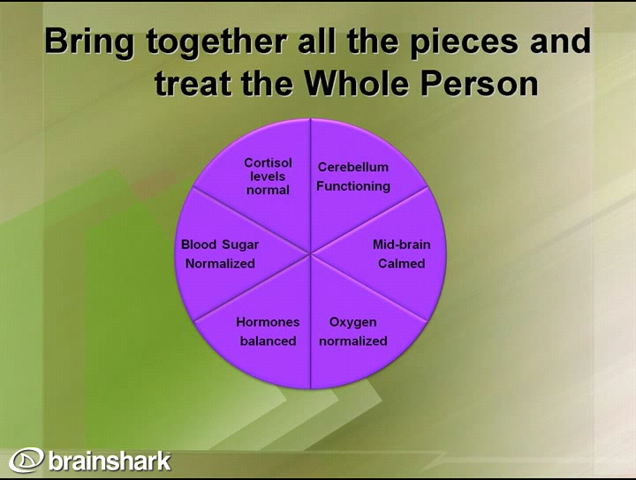 Bring together all the pieces and
treat the Whole Person
Cortisol
levels
normal
Cerebellum
Functioning
Blood Sugar
Normalized
Mid-brain
Calmed
Hormones
balanced
Oxygen
normalized
brainshark